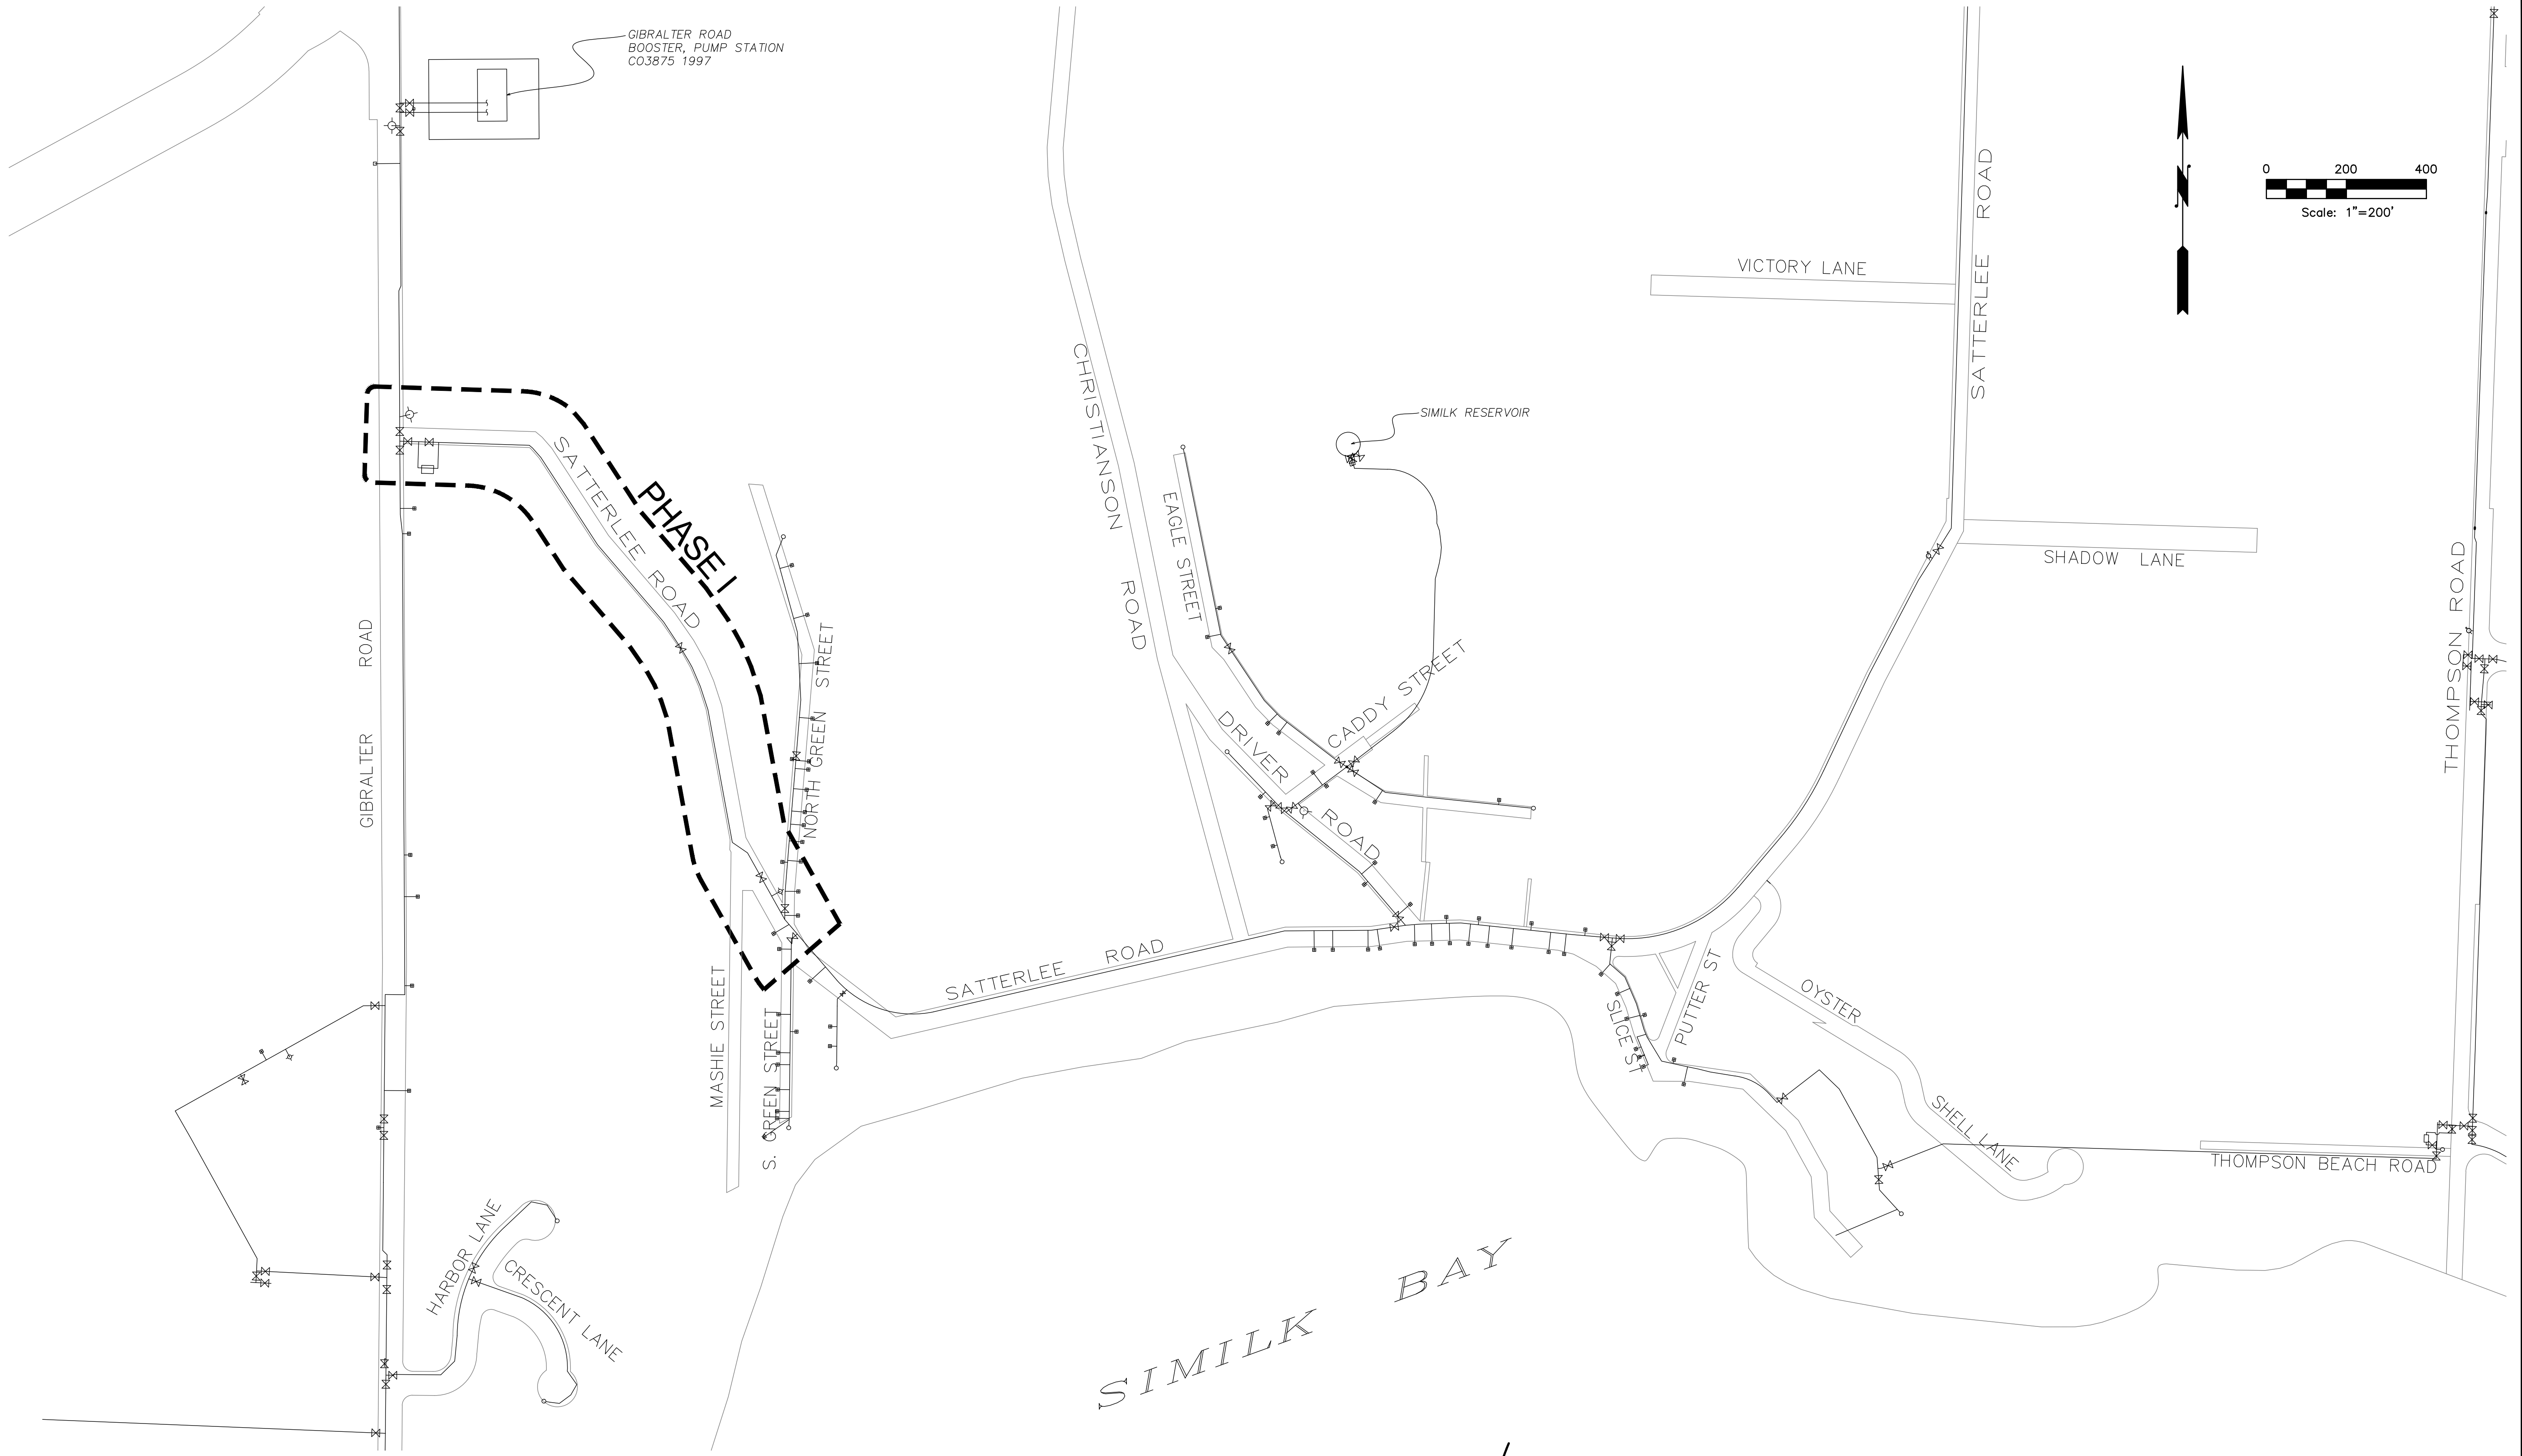 GIBRALTER ROAD
BOOSTER, PUMP STATION
CO3875 1997
0 200 400
Scale: 1"=200'
SATTERLEE ROAD
VICTORY LANE
CHRISTIANSON ROAD
SIMILK RESERVOIR
SATTERLEE ROAD
PHASE I
EAGLE STREET
SHADOW LANE
THOMPSON ROAD
GIBRALTER ROAD
NORTH GREEN STREET
CADDY STREET
DRIVER ROAD
SATTERLEE ROAD
MASHIE STREET
S. GREEN STREET
SLICE ST
PUTTER ST
OYSTER SHELL LANE
THOMPSON BEACH ROAD
HARBOR LANE
CRESCENT LANE
SIMILK BAY
N